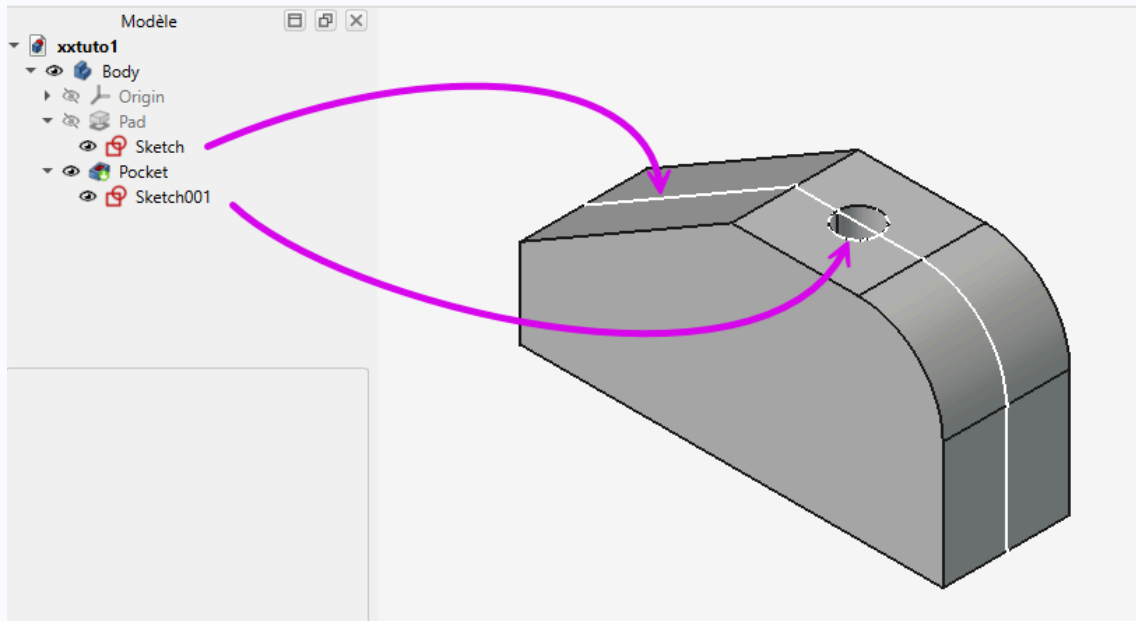 Modèle
xxtuto1
Body
Origin
Pad
Sketch
Pocket
Sketch001